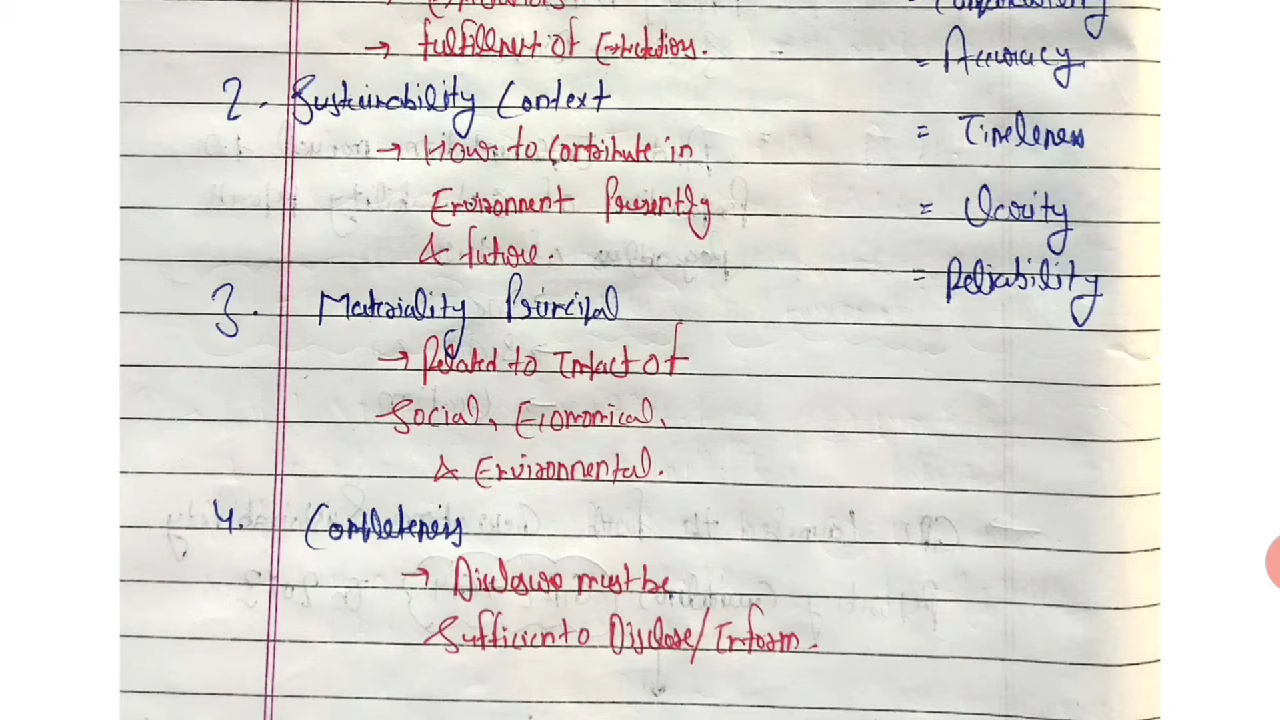 → fulfillment of Expectations.
2. Sustainability Context
→ How to Contribute in
Environment Presently
& future.
3. Materiality Principal
→ Related to Impact of
Social, Economical,
& Environmental.
4. Completeness
→ Disclosure must be
Sufficient to Disclose/Inform.
= Accuracy
= Timeleness
= Clarity
= Reliability